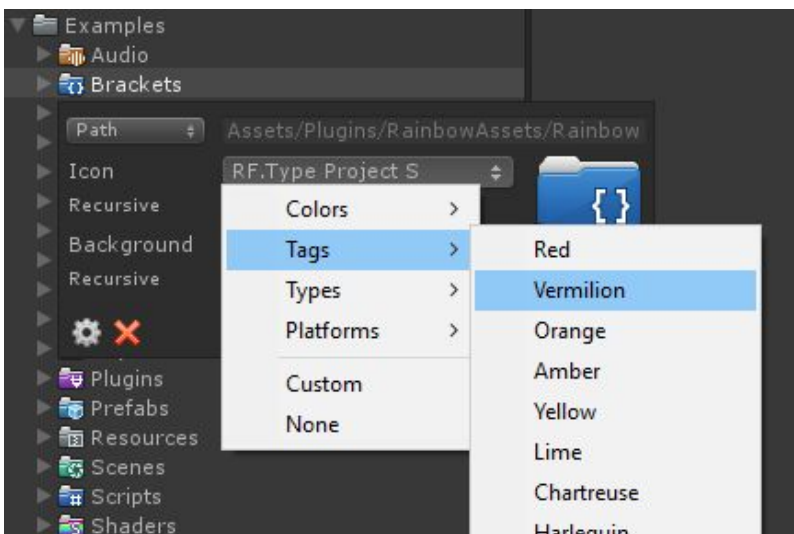 Examples
Audio
Brackets
Path Assets/Plugins/RainbowAssets/Rainbow
Icon RF.Type Project S
Recursive
Background
Recursive
Colors >
Tags >
Types >
Platforms >
Custom
None
Red
Vermilion
Orange
Amber
Yellow
Lime
Chartreuse
Harlequin
Plugins
Prefabs
Resources
Scenes
Scripts
Shaders